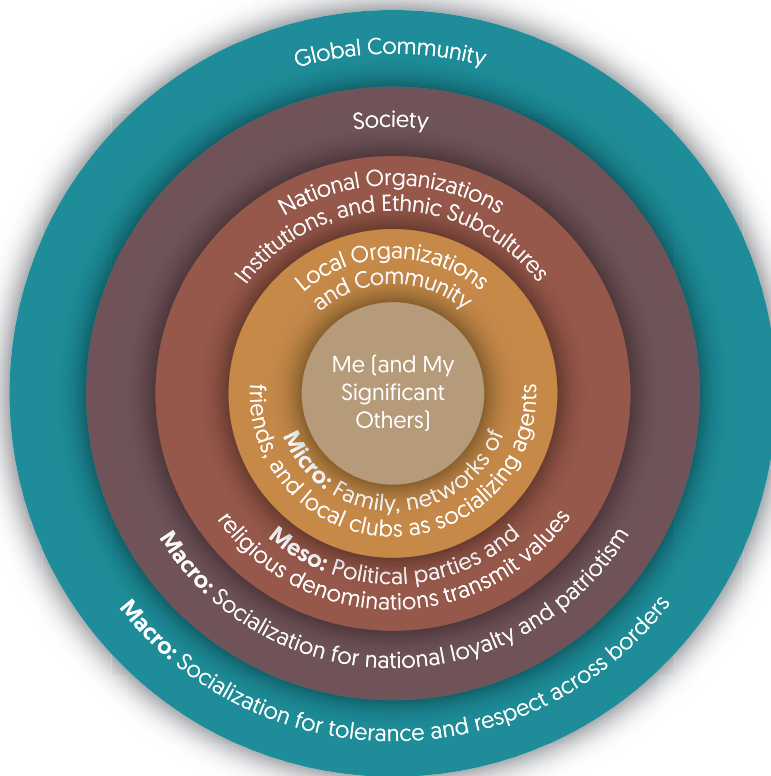 Global Community
Society
National Organizations
Institutions, and Ethnic Subcultures
Local Organizations
and Community
Me (and My
Significant
Others)
Micro: Family, networks of
friends, and local clubs as socializing agents
Meso: Political parties and
religious denominations transmit values
Macro: Socialization for national loyalty and patriotism
Macro: Socialization for tolerance and respect across borders